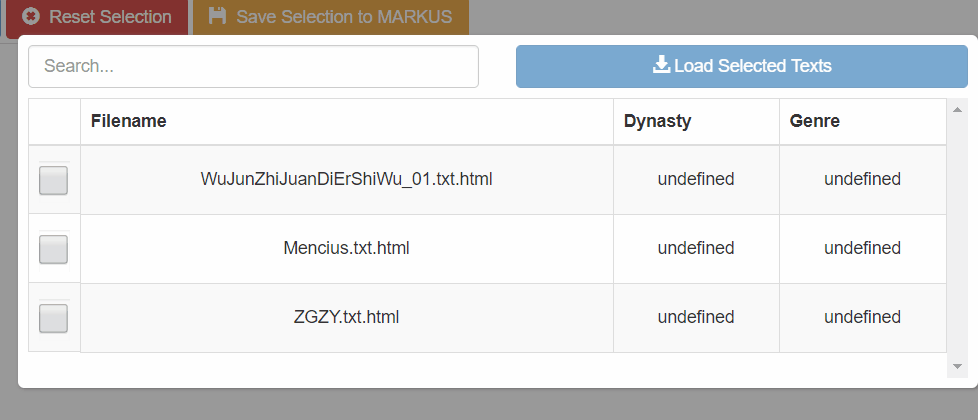 Reset Selection Save Selection to MARKUS
Search... Load Selected Texts
Filename Dynasty Genre
WuJunZhiJuanDiErShiWu_01.txt.html undefined undefined
Mencius.txt.html undefined undefined
ZGZY.txt.html undefined undefined